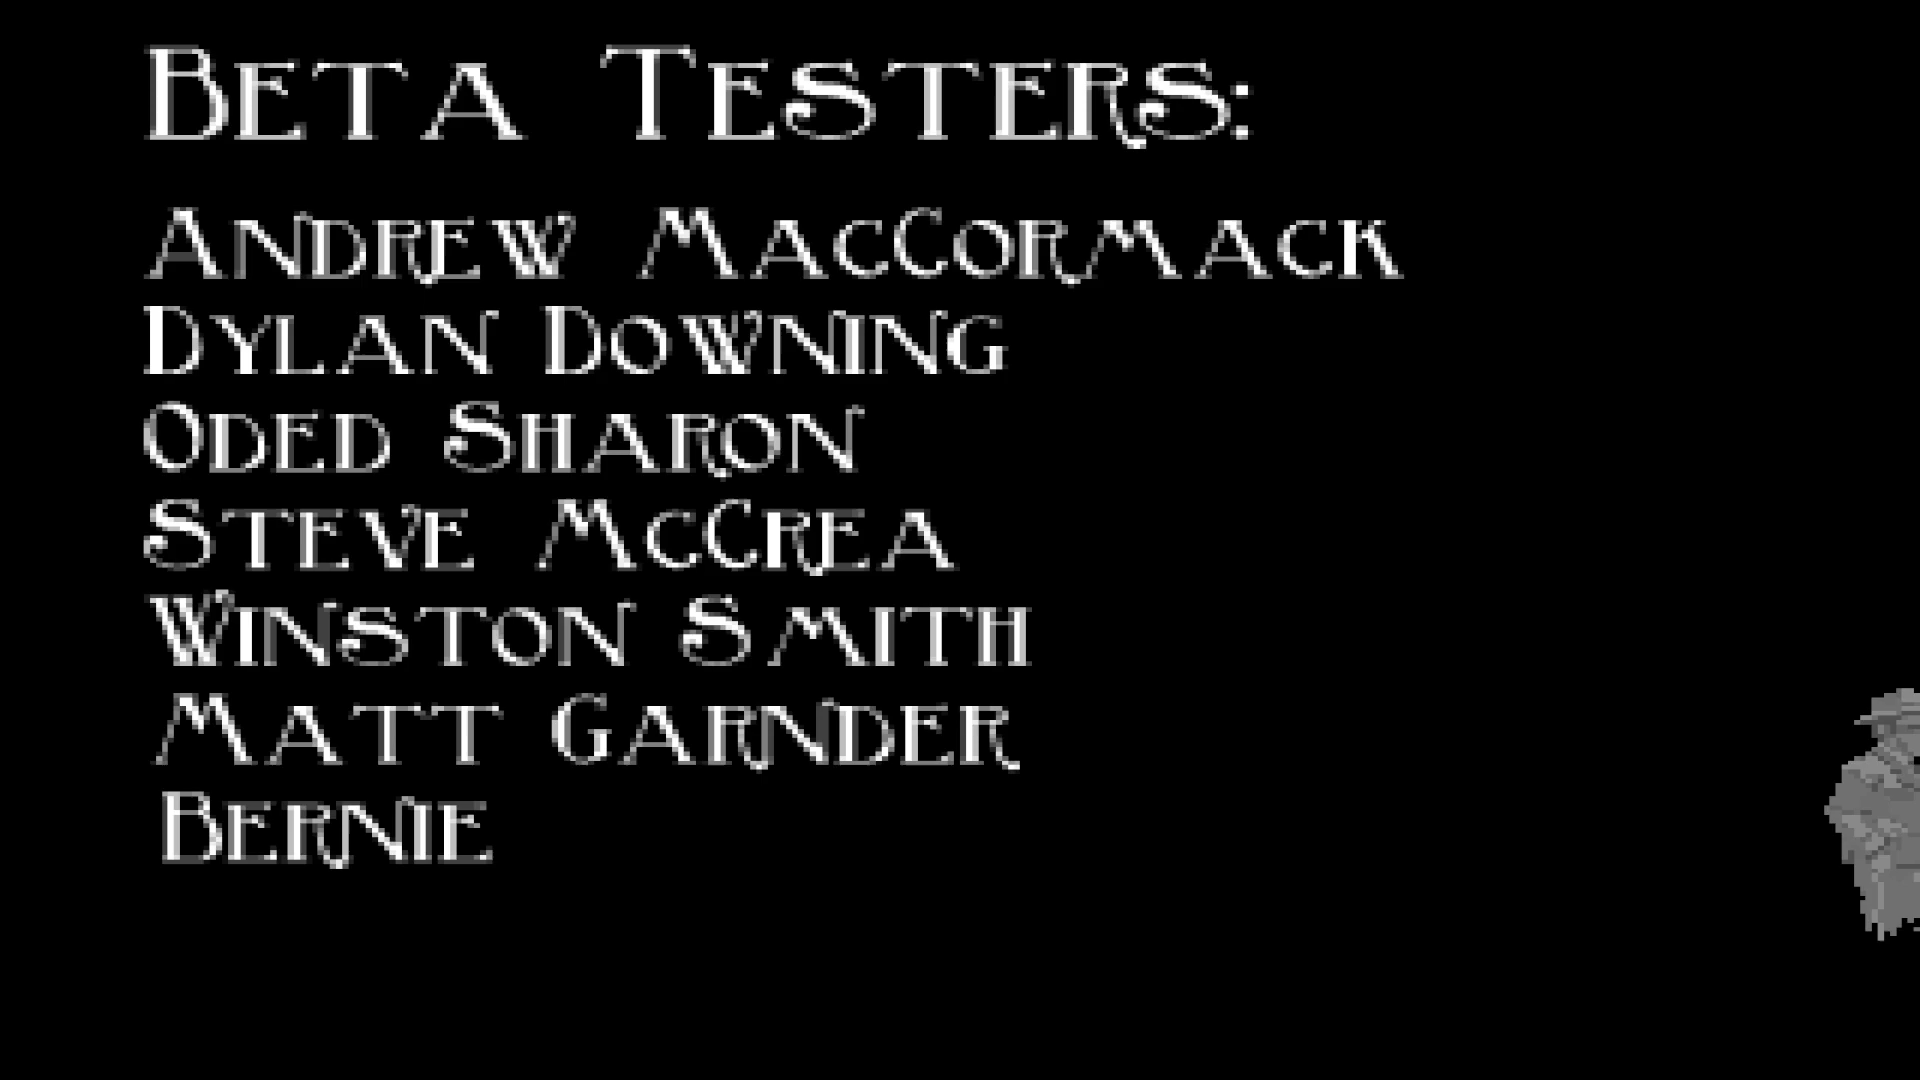 Beta Testers:
Andrew MacCormack
Dylan Downing
Oded Sharon
Steve McCrea
Winston Smith
Matt Garnder
Bernie